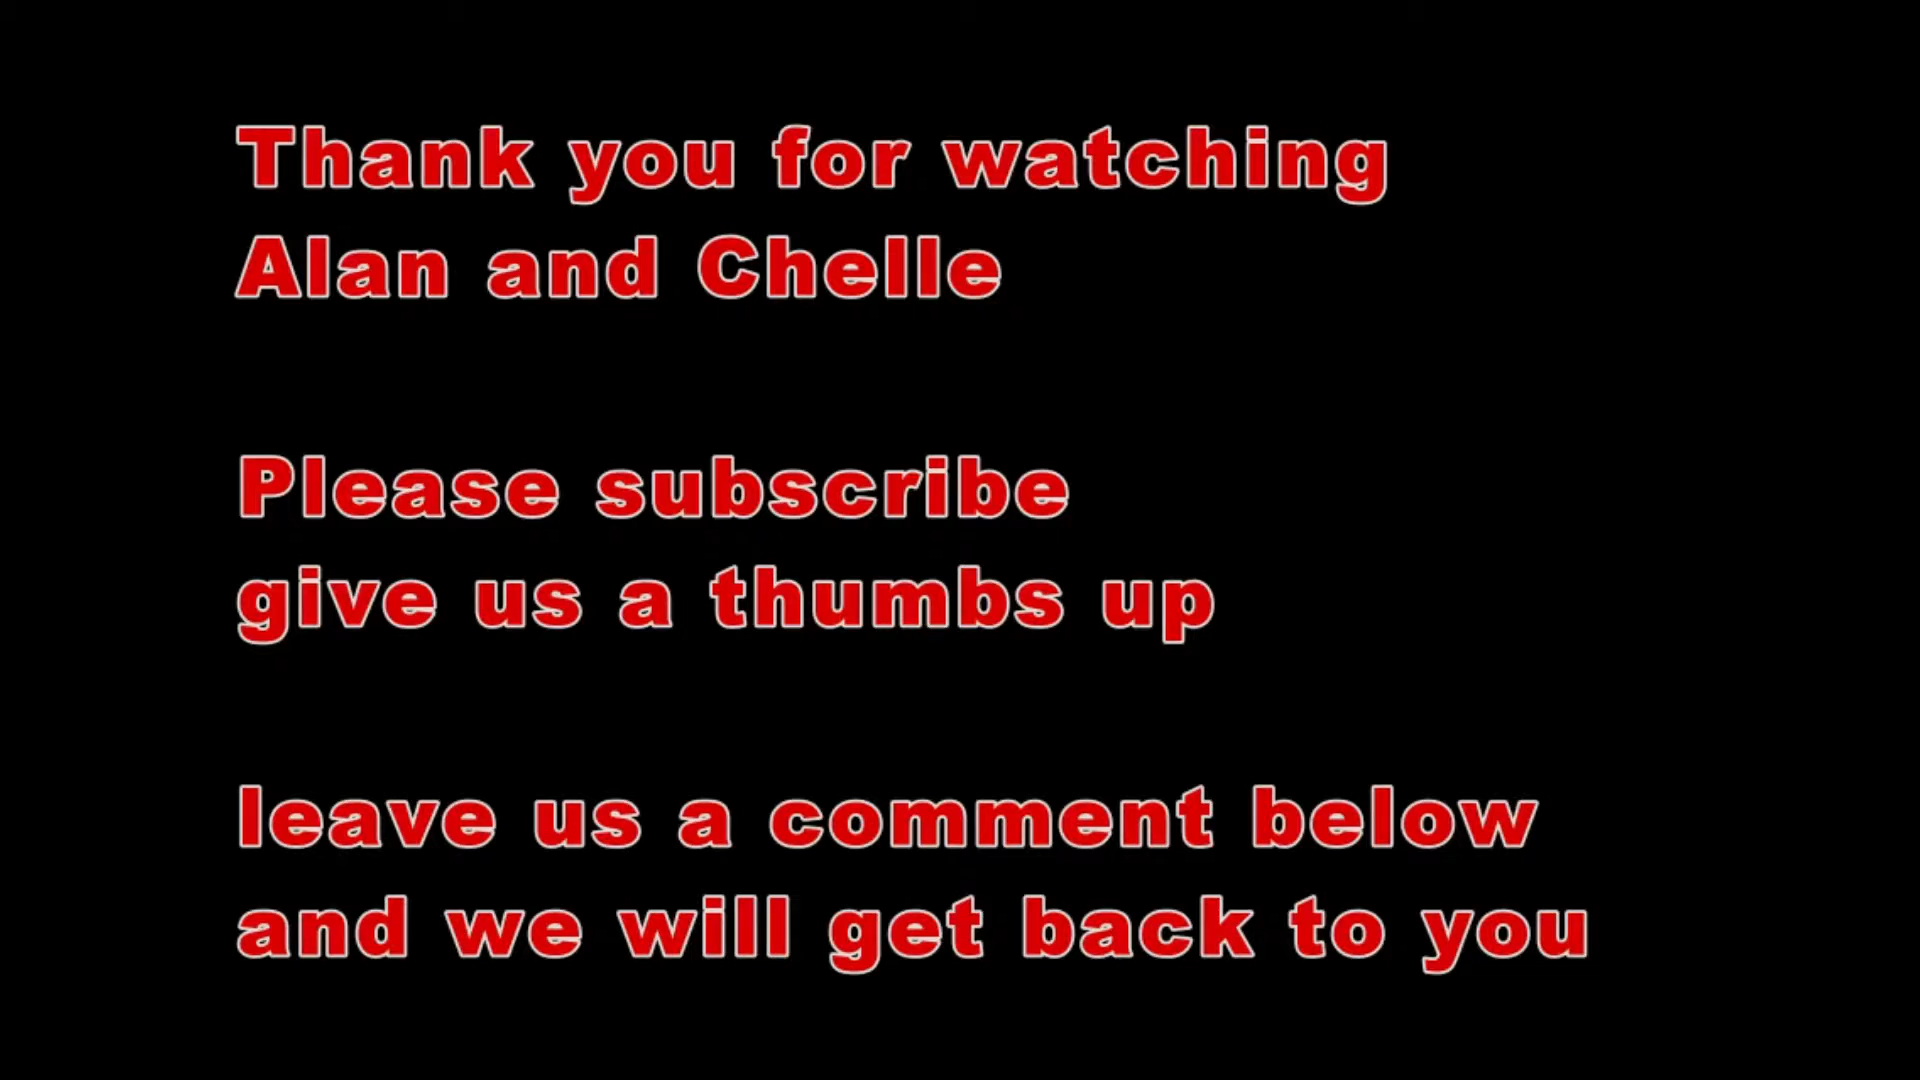 Thank you for watching
Alan and Chelle
Please subscribe
give us a thumbs up
leave us a comment below
and we will get back to you